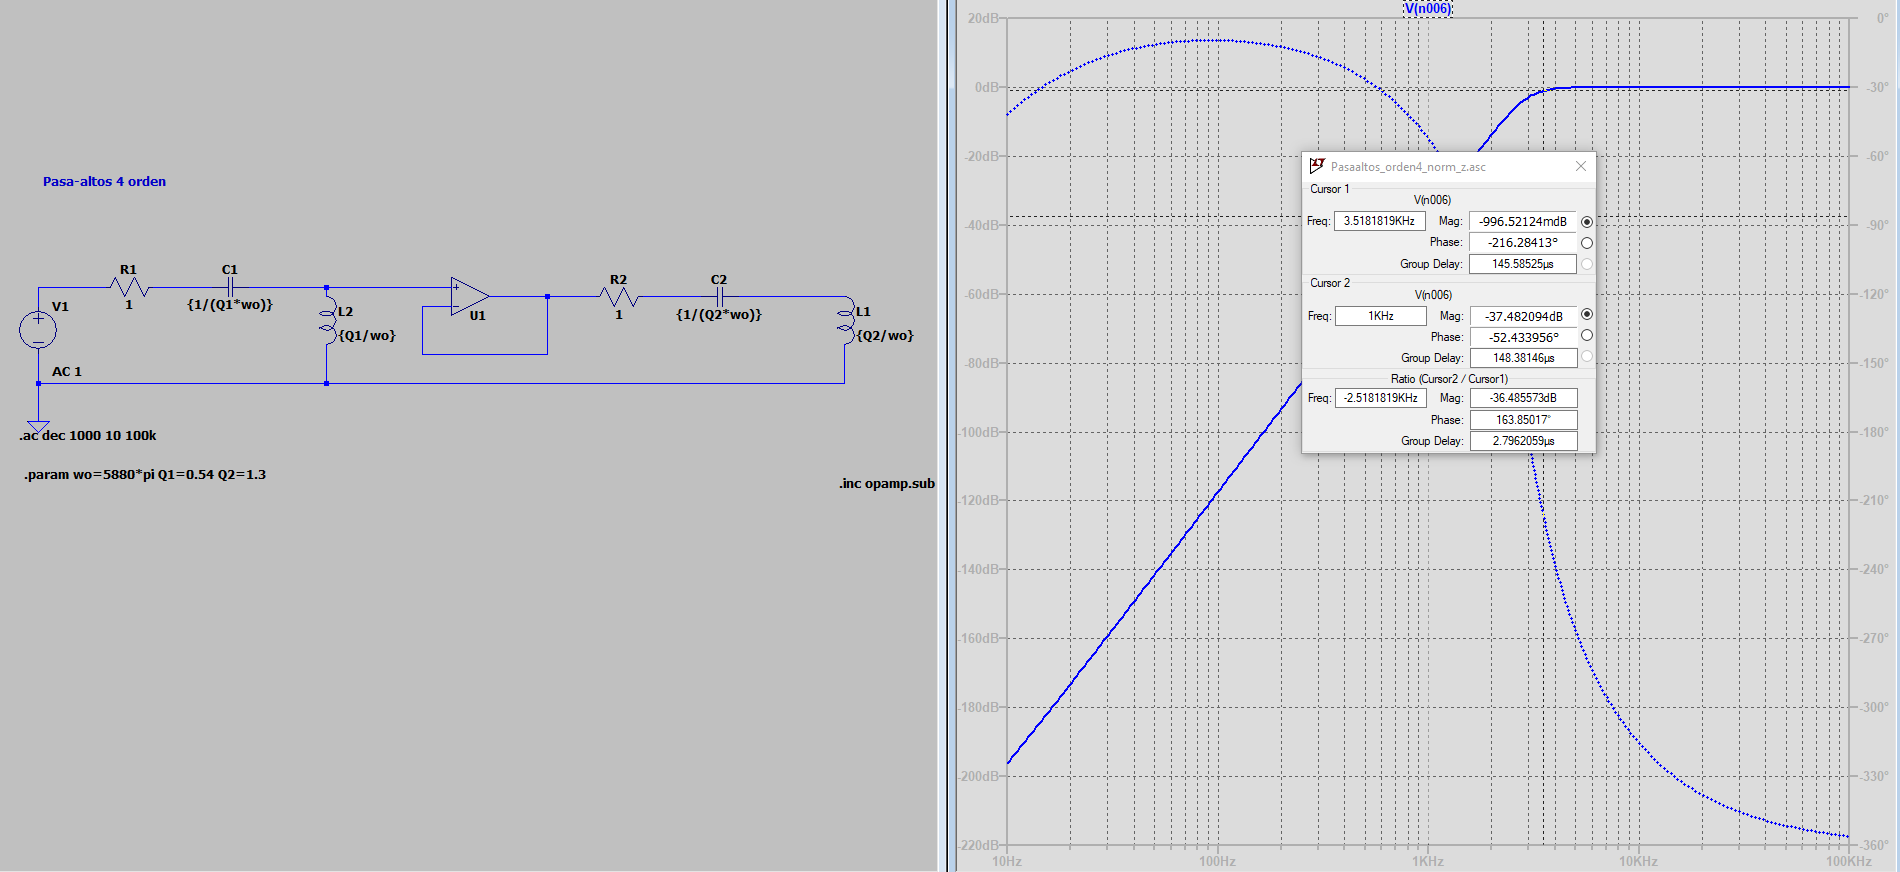 Pasa-altos 4 orden
R1
1
C1
{1/(Q1*wo)}
V1
AC 1
L2
{Q1/wo}
U1
R2
1
C2
{1/(Q2*wo)}
L1
{Q2/wo}
.ac dec 1000 10 100k
.param wo=5880*pi Q1=0.54 Q2=1.3
.inc opamp.sub
V(n006)
20dB
0dB
-20dB
-40dB
-60dB
-80dB
-100dB
-120dB
-140dB
-160dB
-180dB
-200dB
-220dB
0°
-30°
-60°
-90°
-120°
-150°
-180°
-210°
-240°
-270°
-300°
-330°
-360°
10Hz
100Hz
1KHz
10KHz
100KHz
Pasaaltos_orden4_norm_z.asc
Cursor 1
V(n006)
Freq: 3.5181819KHz Mag: -996.52124mdB
Phase: -216.28413°
Group Delay: 145.58525µs
Cursor 2
V(n006)
Freq: 1KHz Mag: -37.482094dB
Phase: -52.433956°
Group Delay: 148.38146µs
Ratio (Cursor2 / Cursor1)
Freq: -2.5181819KHz Mag: -36.485573dB
Phase: 163.85017°
Group Delay: 2.7962059µs